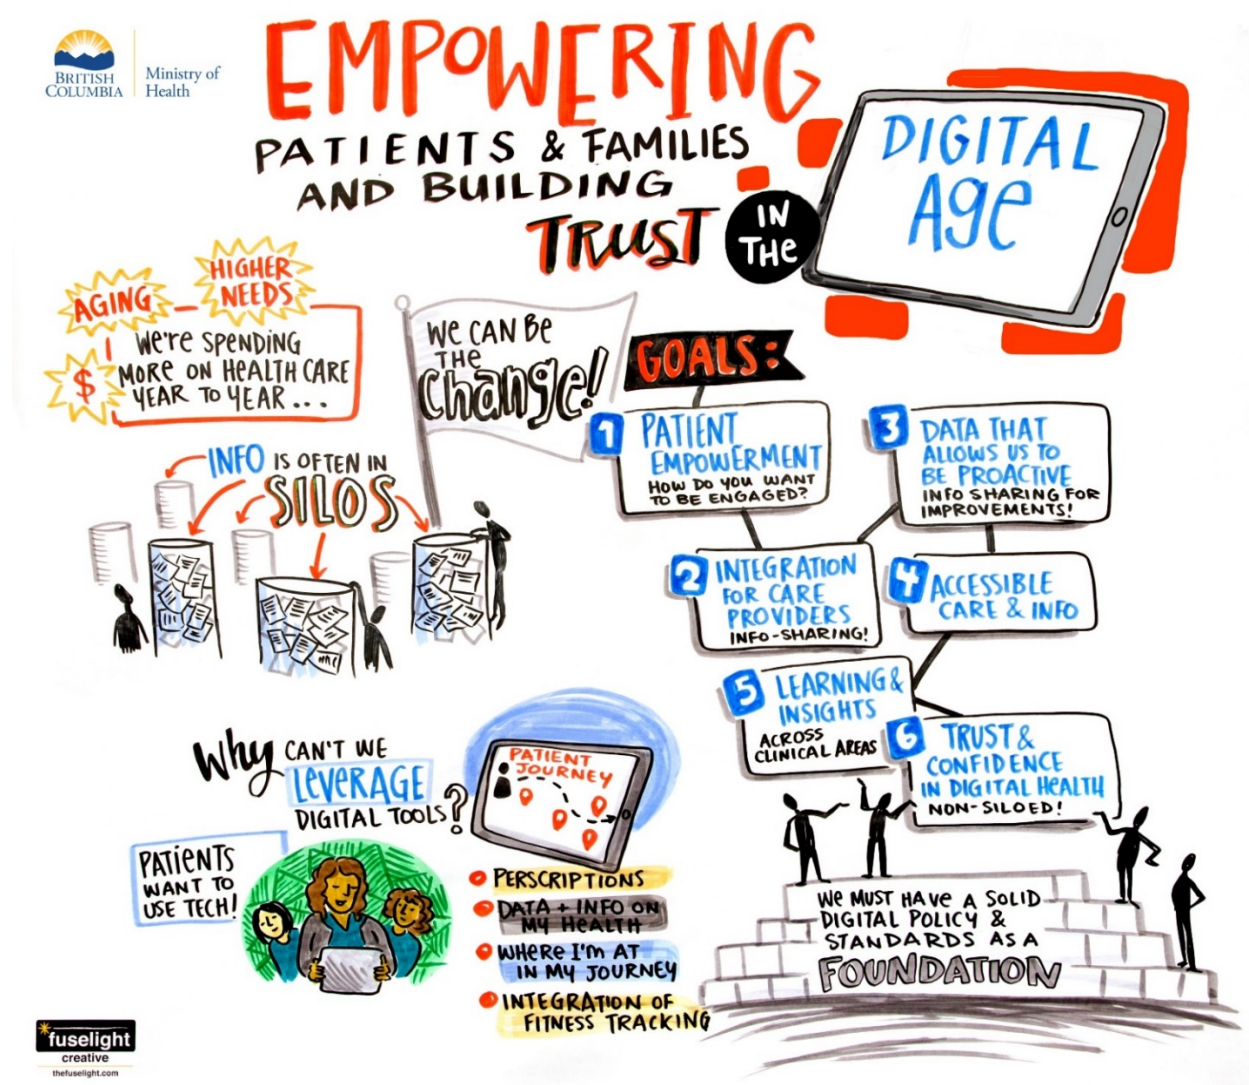 BRITISH
COLUMBIA
Ministry of
Health
EMPOWERING
PATIENTS & FAMILIES
AND BUILDING
TRUST
IN
THE
DIGITAL
AGE
AGING
HIGHER
NEEDS
$
WE'RE SPENDING
MORE ON HEALTH CARE
YEAR TO YEAR...
WE CAN BE
THE
CHANGE!
INFO IS OFTEN IN
SILOS
GOALS:
1 PATIENT
EMPOWERMENT
HOW DO YOU WANT
TO BE ENGAGED?
2 INTEGRATION
FOR CARE
PROVIDERS
INFO-SHARING!
3 DATA THAT
ALLOWS US TO
BE PROACTIVE
INFO SHARING FOR
IMPROVEMENTS!
4 ACCESSIBLE
CARE & INFO
5 LEARNING &
INSIGHTS
ACROSS
CLINICAL AREAS
6 TRUST &
CONFIDENCE
IN DIGITAL HEALTH
NON-SILOED!
WHY CAN'T WE
LEVERAGE
DIGITAL TOOLS?
PATIENTS
WANT TO
USE TECH!
PATIENT
JOURNEY
PERSCRIPTIONS
DATA + INFO ON
MY HEALTH
WHERE I'M AT
IN MY JOURNEY
INTEGRATION OF
FITNESS TRACKING
WE MUST HAVE A SOLID
DIGITAL POLICY &
STANDARDS AS A
FOUNDATION
fuselight
creative
thefuselight.com